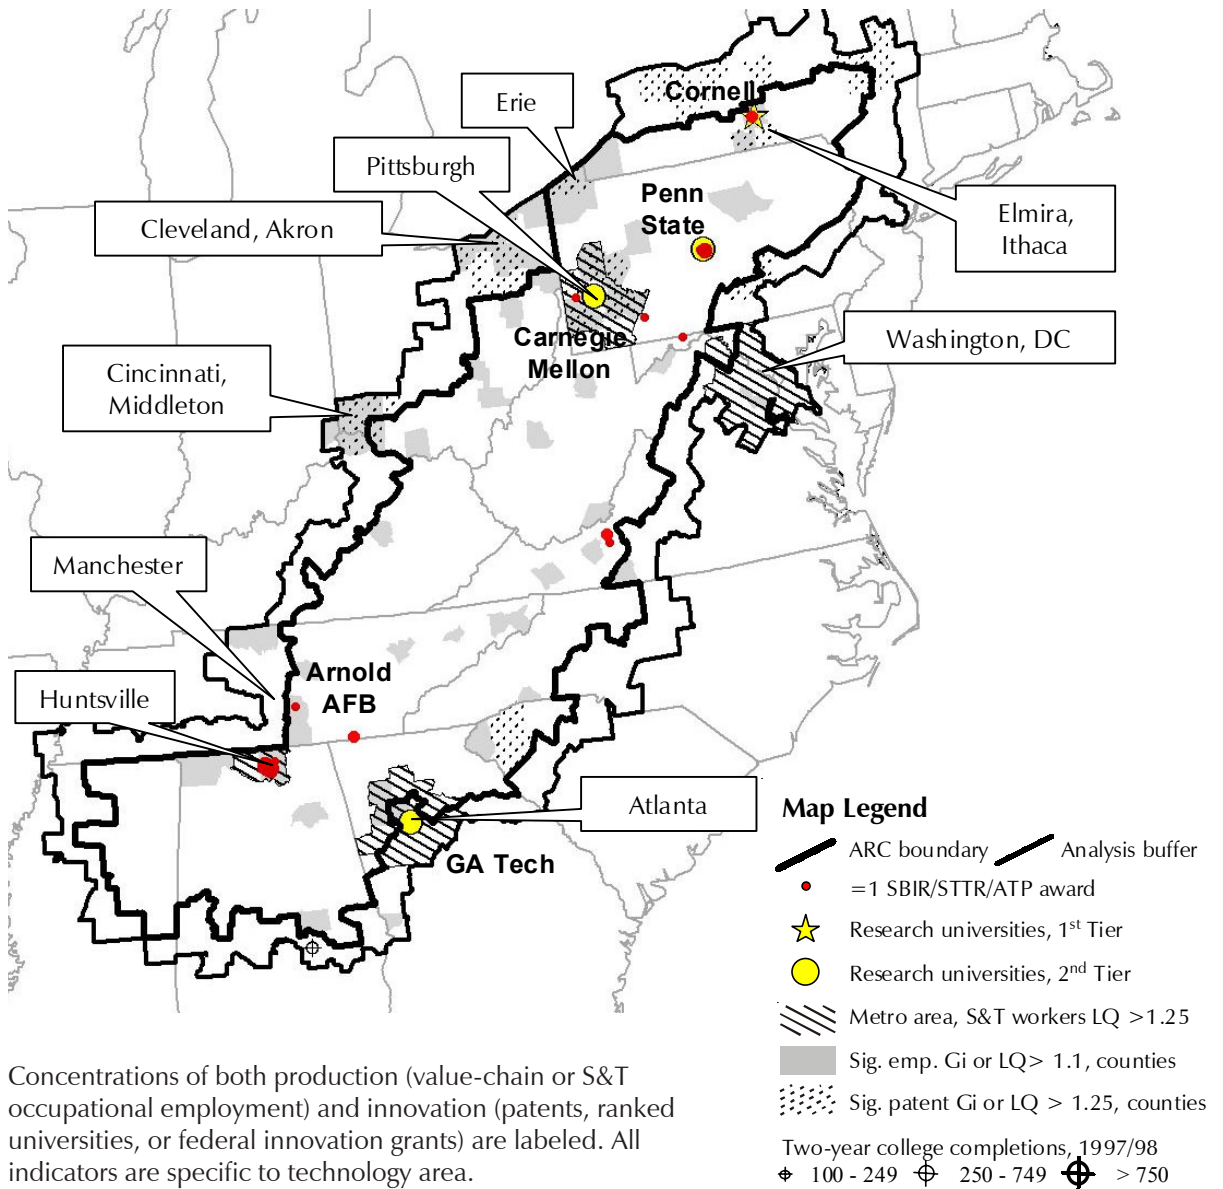 Cornell
Erie
Pittsburgh
Penn
State
Elmira,
Ithaca
Cleveland, Akron
Carnegie
Mellon
Washington, DC
Cincinnati,
Middleton
Manchester
Arnold
AFB
Huntsville
Atlanta
GA Tech
Map Legend
ARC boundary Analysis buffer
=1 SBIR/STTR/ATP award
Research universities, 1st Tier
Research universities, 2nd Tier
Metro area, S&T workers LQ >1.25
Sig. emp. Gi or LQ> 1.1, counties
Sig. patent Gi or LQ > 1.25, counties
Two-year college completions, 1997/98
100 - 249 250 - 749 > 750
Concentrations of both production (value-chain or S&T
occupational employment) and innovation (patents, ranked
universities, or federal innovation grants) are labeled. All
indicators are specific to technology area.